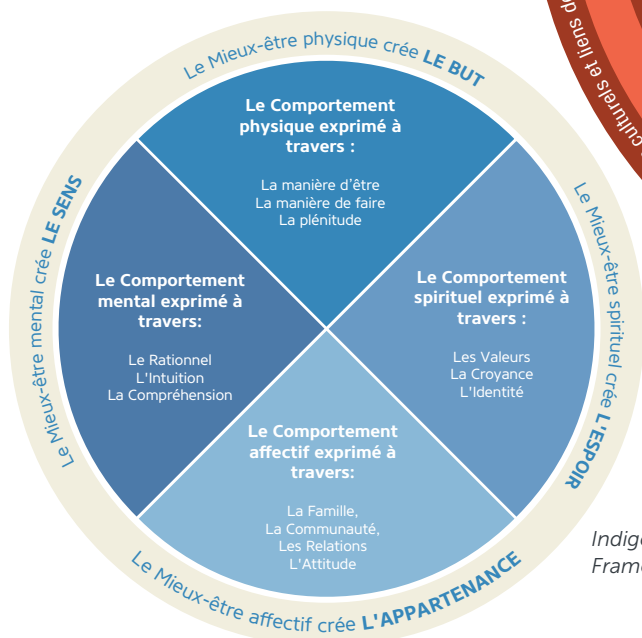 Le Mieux-être physique crée LE BUT
Le Comportement
physique exprimé à
travers :
La manière d'être
La manière de faire
La plénitude
Le Mieux-être mental crée LE SENS
Le Comportement
mental exprimé à
travers:
Le Rationnel
L'Intuition
La Compréhension
Le Comportement
spirituel exprimé à
travers :
Les Valeurs
La Croyance
L'Identité
Le Mieux-être spirituel crée L'ESPOIR
Le Comportement
affectif exprimé à
travers:
La Famille,
La Communauté,
Les Relations
L'Attitude
Le Mieux-être affectif crée L'APPARTENANCE
culturels et liens